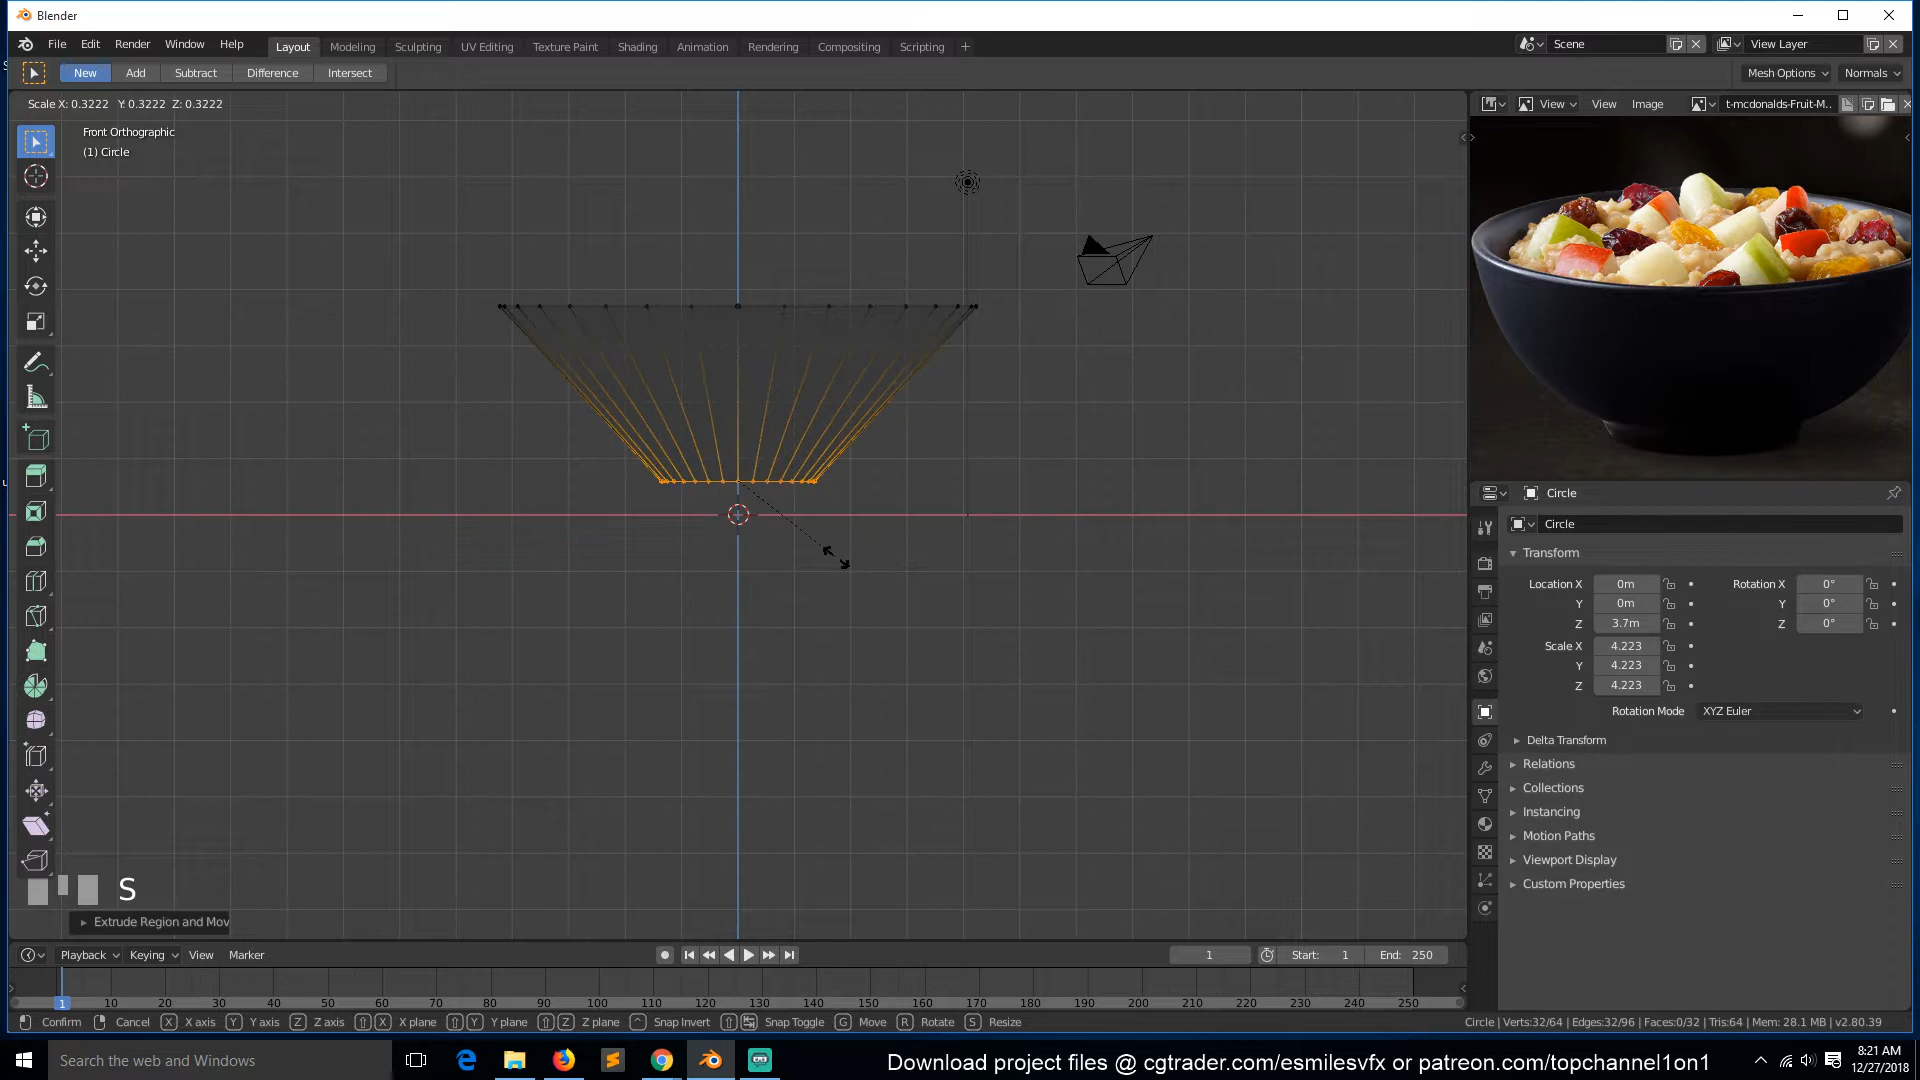 Blender
File Edit Render Window Help Layout Modeling Sculpting UV Editing Texture Paint Shading Animation Rendering Compositing Scripting + Scene View Layer
New Add Subtract Difference Intersect Mesh Options Normals
Scale X: 0.3222 Y: 0.3222 Z: 0.3222
View View Image t-mcdonalds-Fruit-M..
Front Orthographic
(1) Circle
Circle
Circle
Transform
Location X 0m Rotation X 0°
Y 0m Y 0°
Z 3.7m Z 0°
Scale X 4.223
Y 4.223
Z 4.223
Rotation Mode XYZ Euler
Delta Transform
Relations
Collections
Instancing
Motion Paths
Viewport Display
Custom Properties
S
Extrude Region and Mov
Playback Keying View Marker 1 Start: 1 End: 250
1 10 20 30 40 50 60 70 80 90 100 110 120 130 140 150 160 170 180 190 200 210 220 230 240 250
Confirm Cancel X X axis Y Y axis Z Z axis X X plane Y Y plane Z Z plane Snap Invert Snap Toggle G Move R Rotate S Resize
Circle | Verts:32/64 | Edges:32/96 | Faces:0/32 | Tris:64 | Mem: 28.1 MB | v2.80.39
Search the web and Windows
Download project files @ cgtrader.com/esmilesvfx or patreon.com/topchannel1on1
8:21 AM
12/27/2018